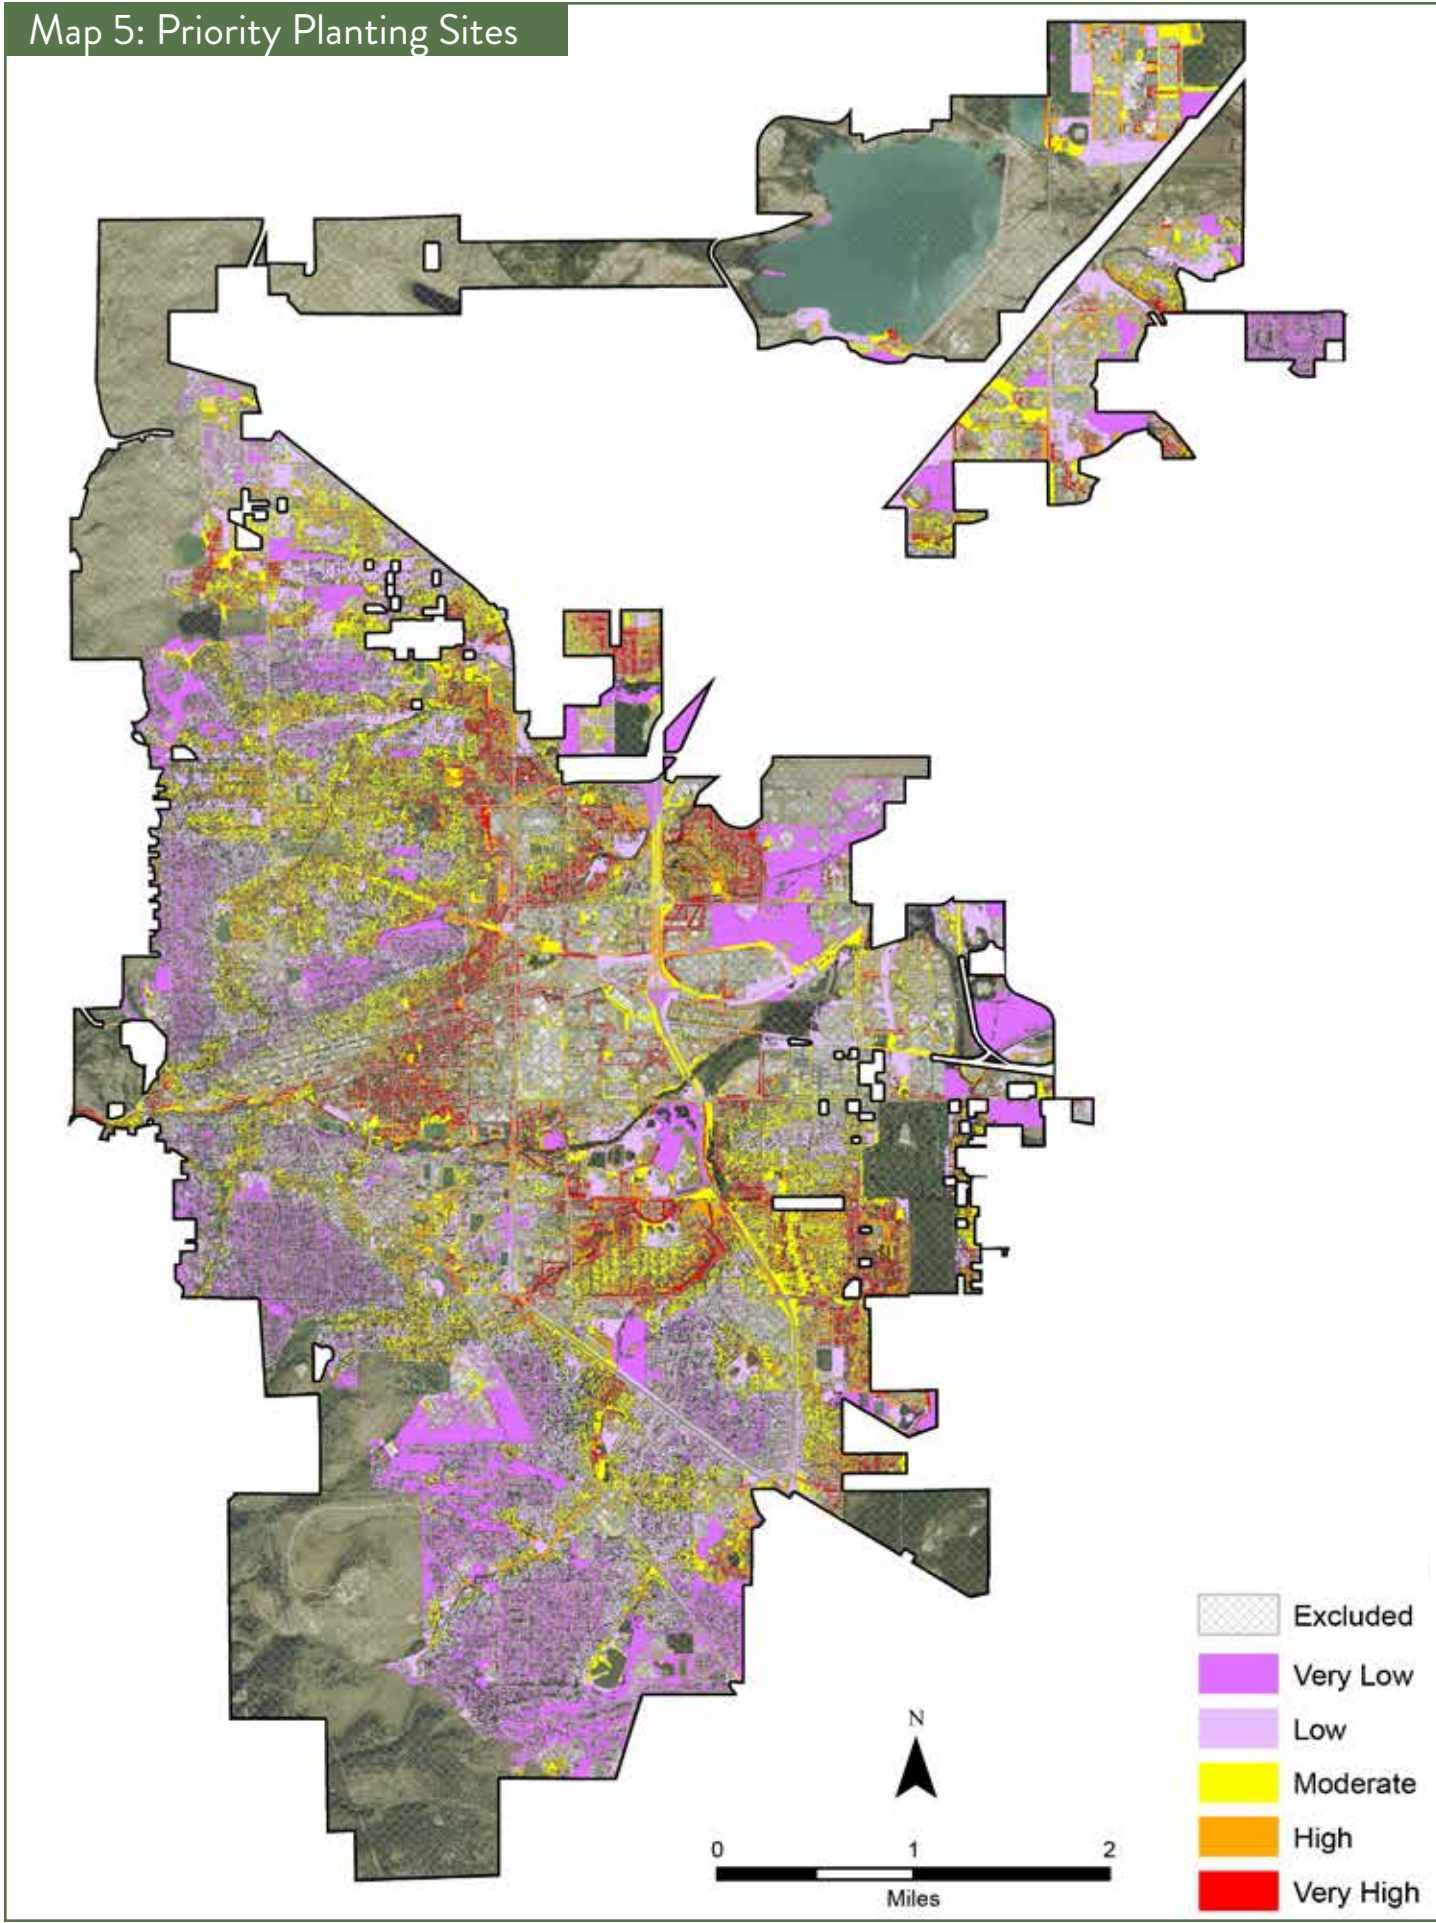 Map 5: Priority Planting Sites
Excluded
Very Low
Low
Moderate
High
Very High
N
0 1 2
Miles